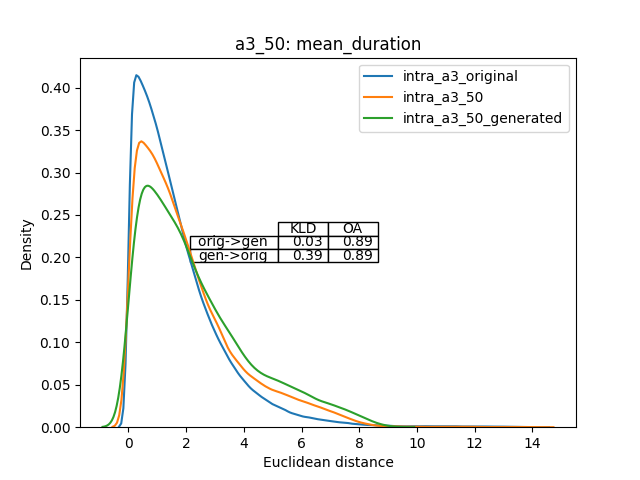 a3_50: mean_duration
intra_a3_original
intra_a3_50
intra_a3_50_generated
KLD OA
orig->gen 0.03 0.89
gen->orig 0.39 0.89
Density
0.40
0.35
0.30
0.25
0.20
0.15
0.10
0.05
0.00
0 2 4 6 8 10 12 14
Euclidean distance